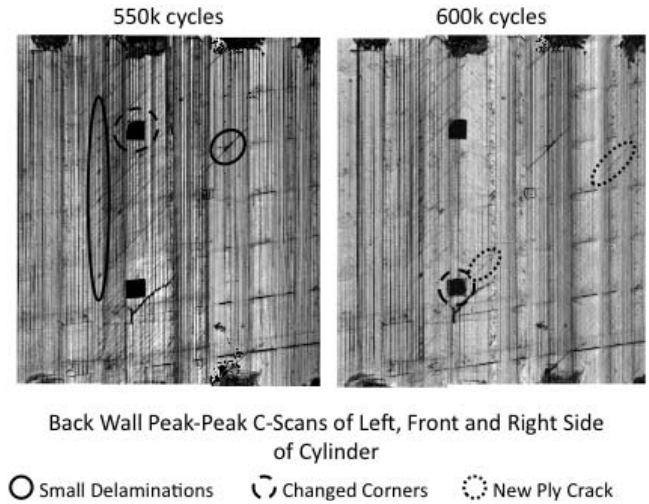 550k cycles
600k cycles
Back Wall Peak-Peak C-Scans of Left, Front and Right Side
of Cylinder
Small Delaminations
Changed Corners
New Ply Crack